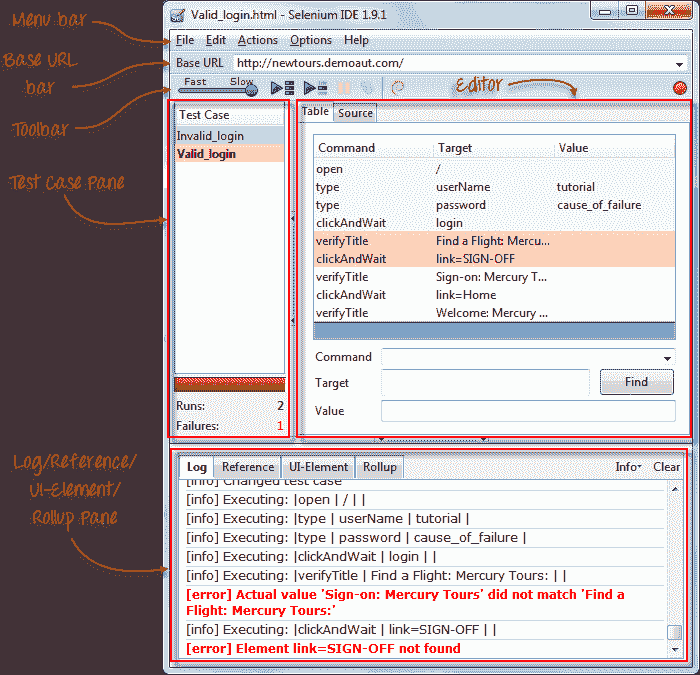 Valid_login.html - Selenium IDE 1.9.1
Menu bar
File Edit Actions Options Help
Base URL
bar
Base URL http://newtours.demoaut.com/
Fast Slow
Editor
Toolbar
Test Case
Invalid_login
Valid_login
Test Case Pane
Table Source
Command Target Value
open /
type userName tutorial
type password cause_of_failure
clickAndWait login
verifyTitle Find a Flight: Mercu...
clickAndWait link=SIGN-OFF
verifyTitle Sign-on: Mercury T...
clickAndWait link=Home
verifyTitle Welcome: Mercury ...
Command
Target Find
Value
Runs: 2
Failures: 1
Log/Reference/
UI-Element/
Rollup Pane
Log Reference UI-Element Rollup Info Clear
[info] Changed test case
[info] Executing: |open | / | |
[info] Executing: |type | userName | tutorial |
[info] Executing: |type | password | cause_of_failure |
[info] Executing: |clickAndWait | login | |
[info] Executing: |verifyTitle | Find a Flight: Mercury Tours: | |
[error] Actual value 'Sign-on: Mercury Tours' did not match 'Find a
Flight: Mercury Tours:'
[info] Executing: |clickAndWait | link=SIGN-OFF | |
[error] Element link=SIGN-OFF not found